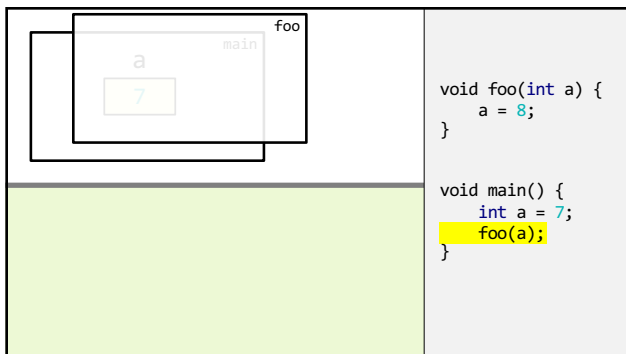 foo
main
a
7
void foo(int a) {
    a = 8;
}
void main() {
    int a = 7;
    foo(a);
}